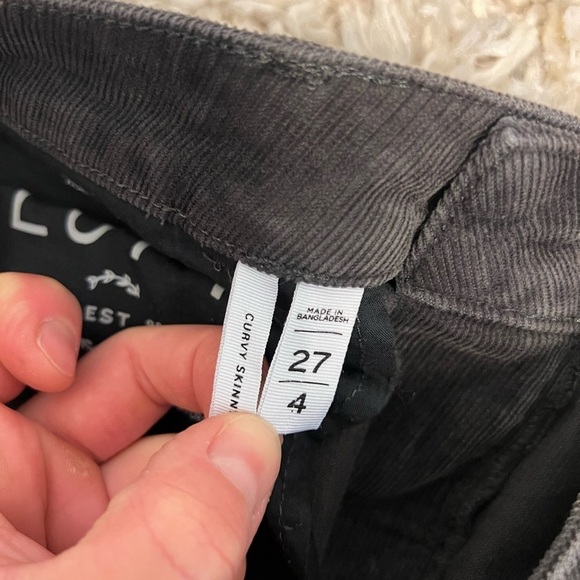 EST
CURVY SKINN
MADE IN
BANGLADESH
27
4